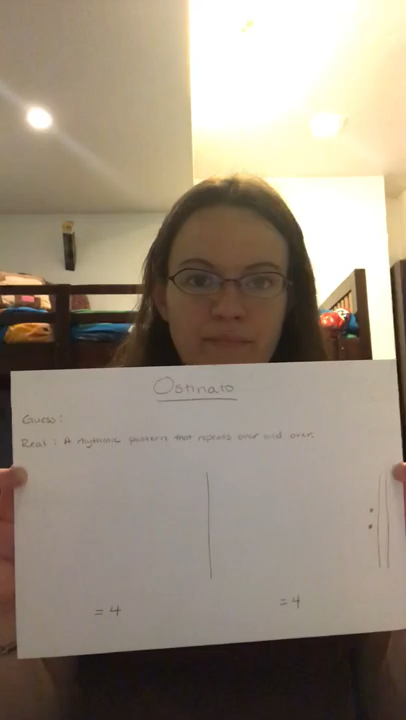 Ostinato
Guess:
Real: A rhythmic pattern that repeats over and over.
= 4 = 4